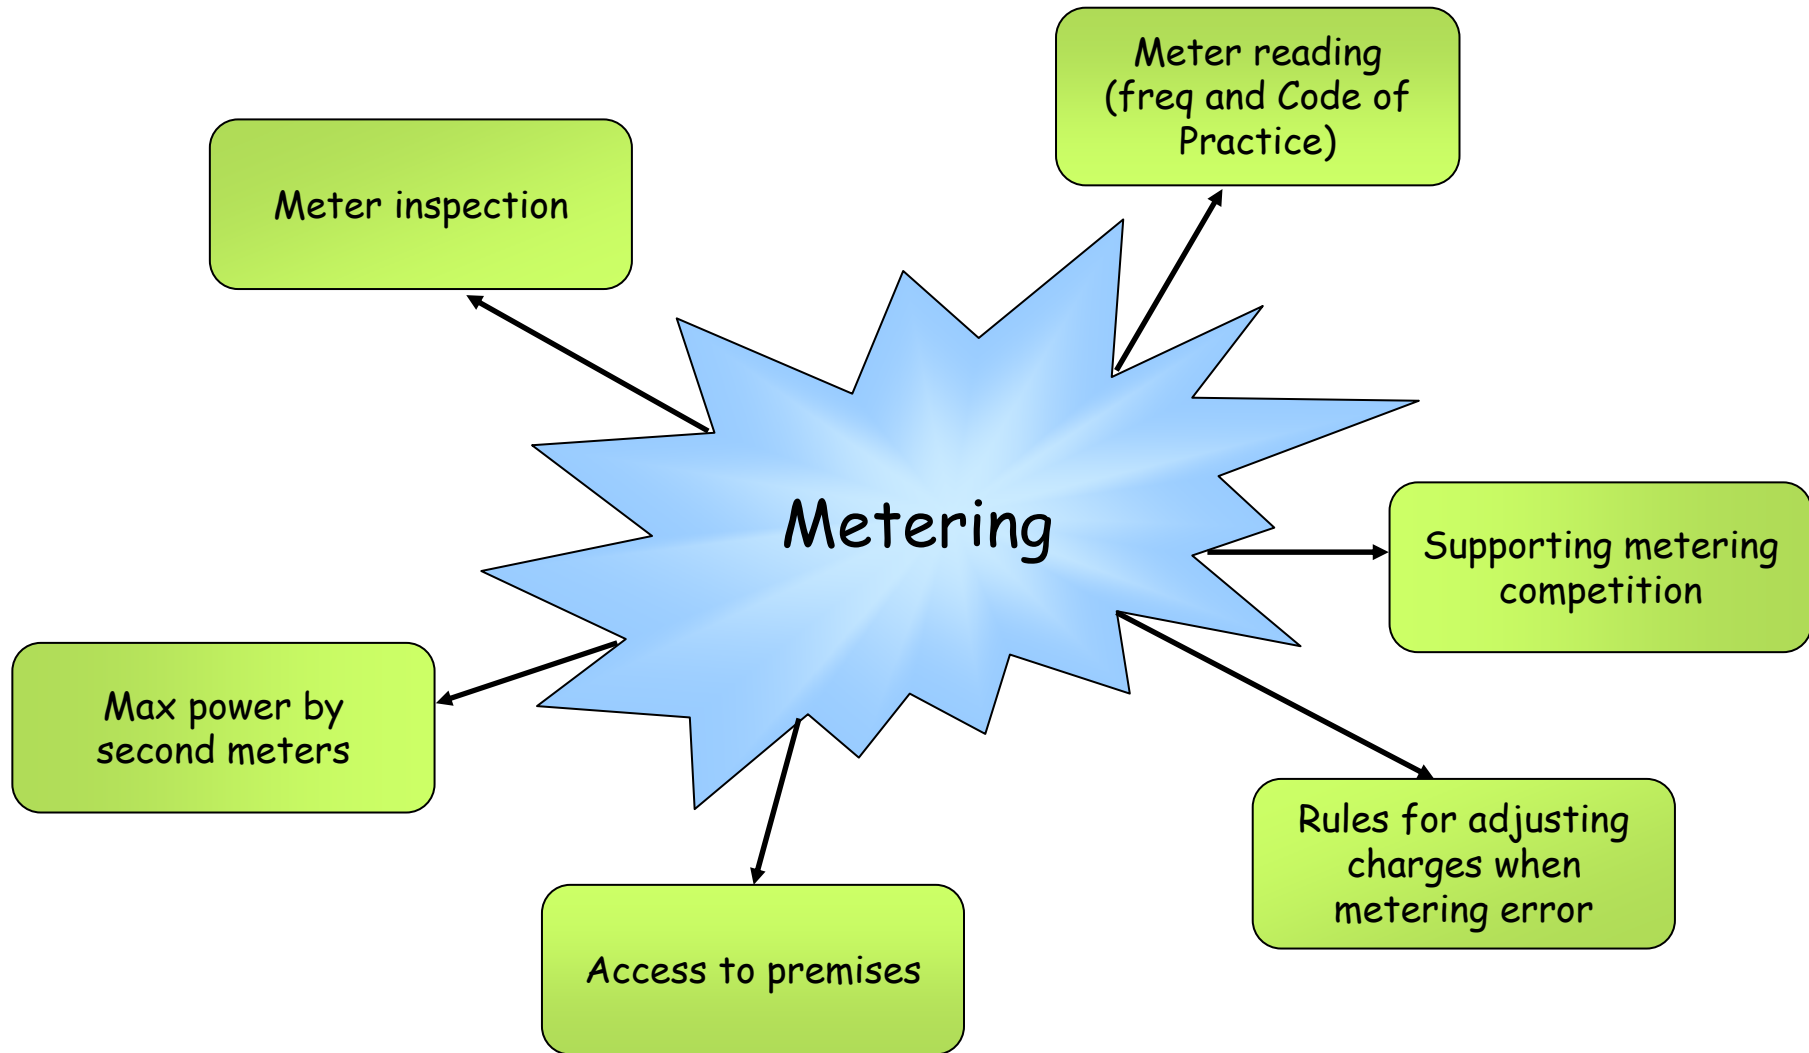 Meter reading
(freq and Code of
Practice)
Meter inspection
Metering
Supporting metering
competition
Max power by
second meters
Rules for adjusting
charges when
metering error
Access to premises